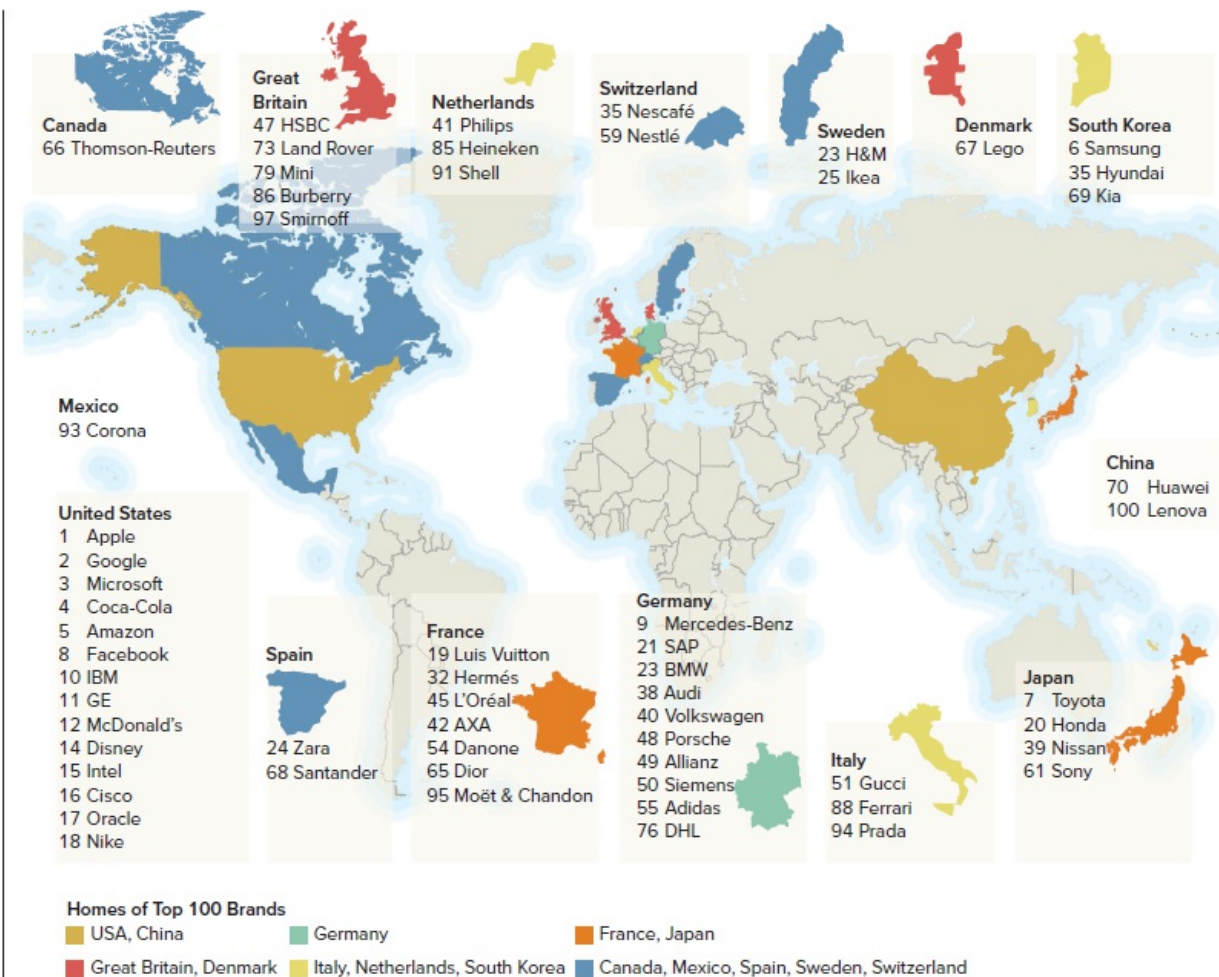 Canada
66 Thomson-Reuters
Great
Britain
47 HSBC
73 Land Rover
79 Mini
86 Burberry
97 Smirnoff
Netherlands
41 Philips
85 Heineken
91 Shell
Switzerland
35 Nescafé
59 Nestlé
Sweden
23 H&M
25 Ikea
Denmark
67 Lego
South Korea
6 Samsung
35 Hyundai
69 Kia
Mexico
93 Corona
China
70 Huawei
100 Lenova
United States
1 Apple
2 Google
3 Microsoft
4 Coca-Cola
5 Amazon
8 Facebook
10 IBM
11 GE
12 McDonald's
14 Disney
15 Intel
16 Cisco
17 Oracle
18 Nike
Spain
24 Zara
68 Santander
France
19 Luis Vuitton
32 Hermés
45 L'Oréal
42 AXA
54 Danone
65 Dior
95 Moët & Chandon
Germany
9 Mercedes-Benz
21 SAP
23 BMW
38 Audi
40 Volkswagen
48 Porsche
49 Allianz
50 Siemens
55 Adidas
76 DHL
Italy
51 Gucci
88 Ferrari
94 Prada
Japan
7 Toyota
20 Honda
39 Nissan
61 Sony
Homes of Top 100 Brands
USA, China
Germany
France, Japan
Great Britain, Denmark
Italy, Netherlands, South Korea
Canada, Mexico, Spain, Sweden, Switzerland